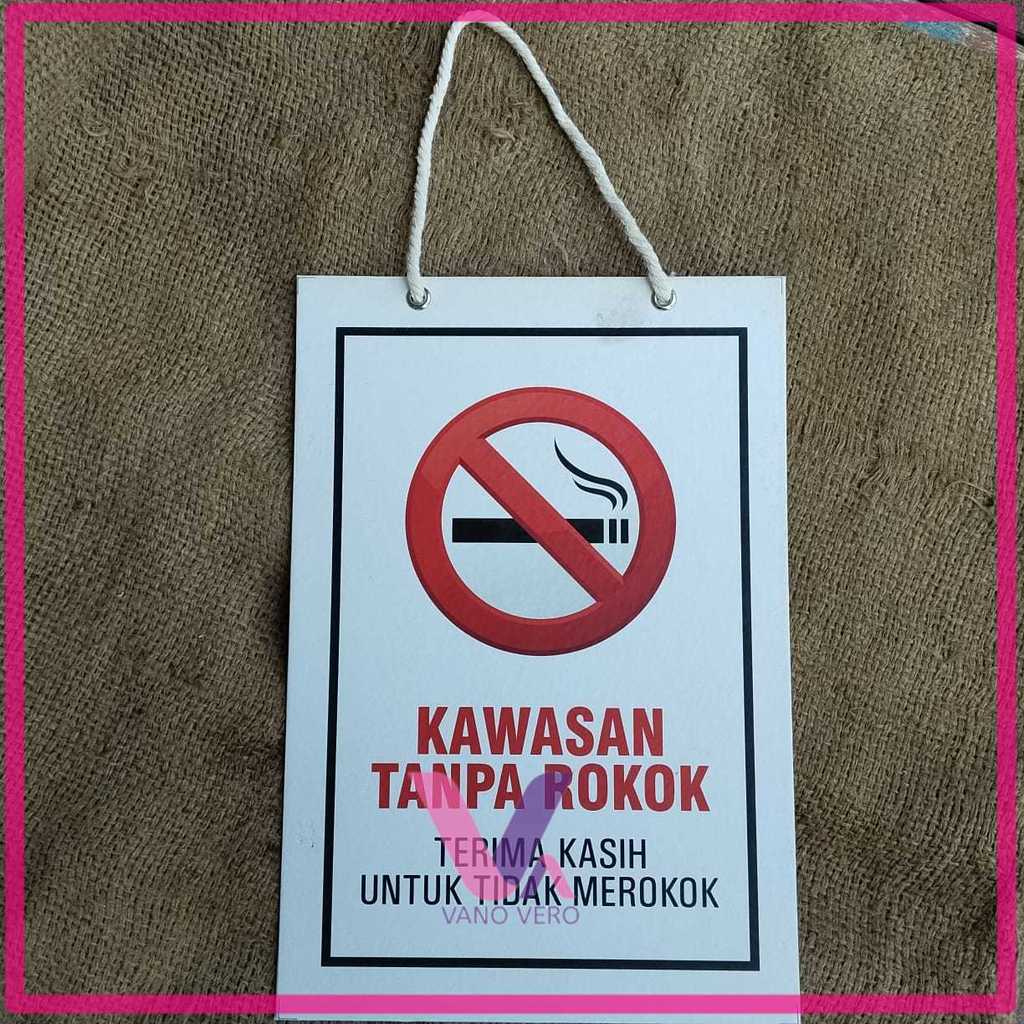 KAWASAN
TANPA ROKOK
TERIMA KASIH
UNTUK TIDAK MEROKOK
VANO VERO